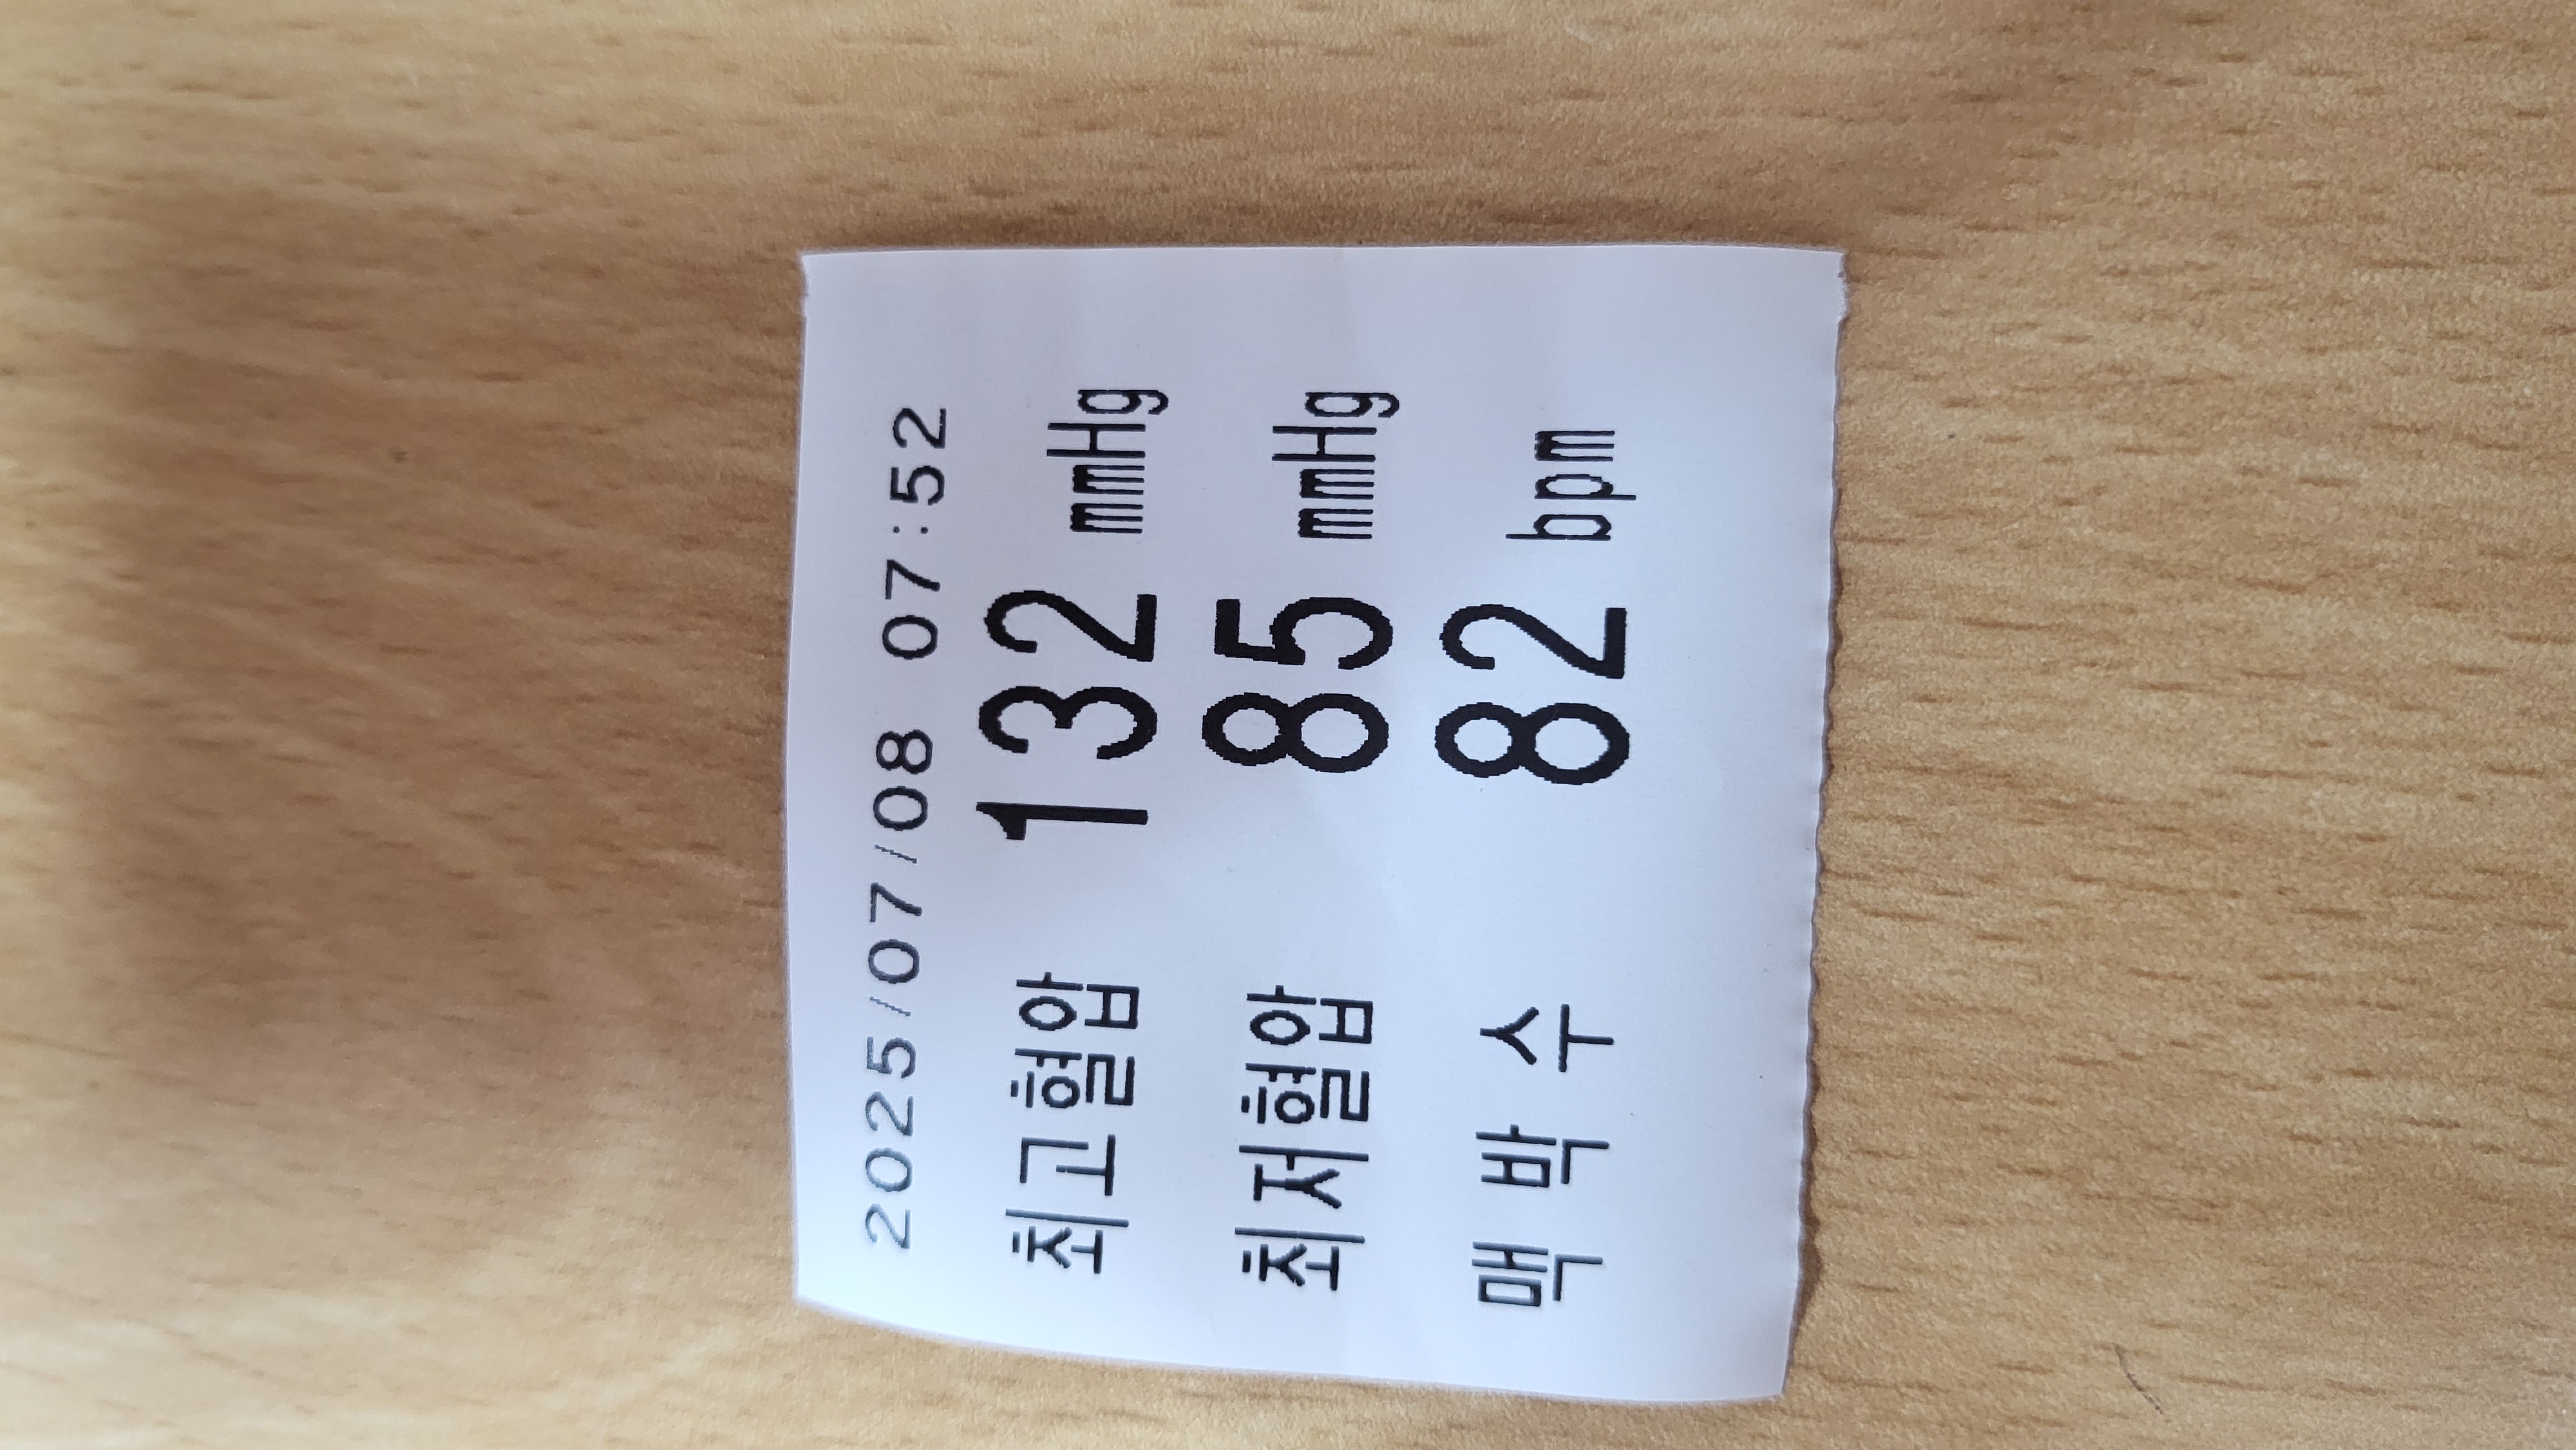 2025/07/08 07:52
최고혈압 132 mmHg
최저혈압 85 mmHg
맥 박 수 82 bpm